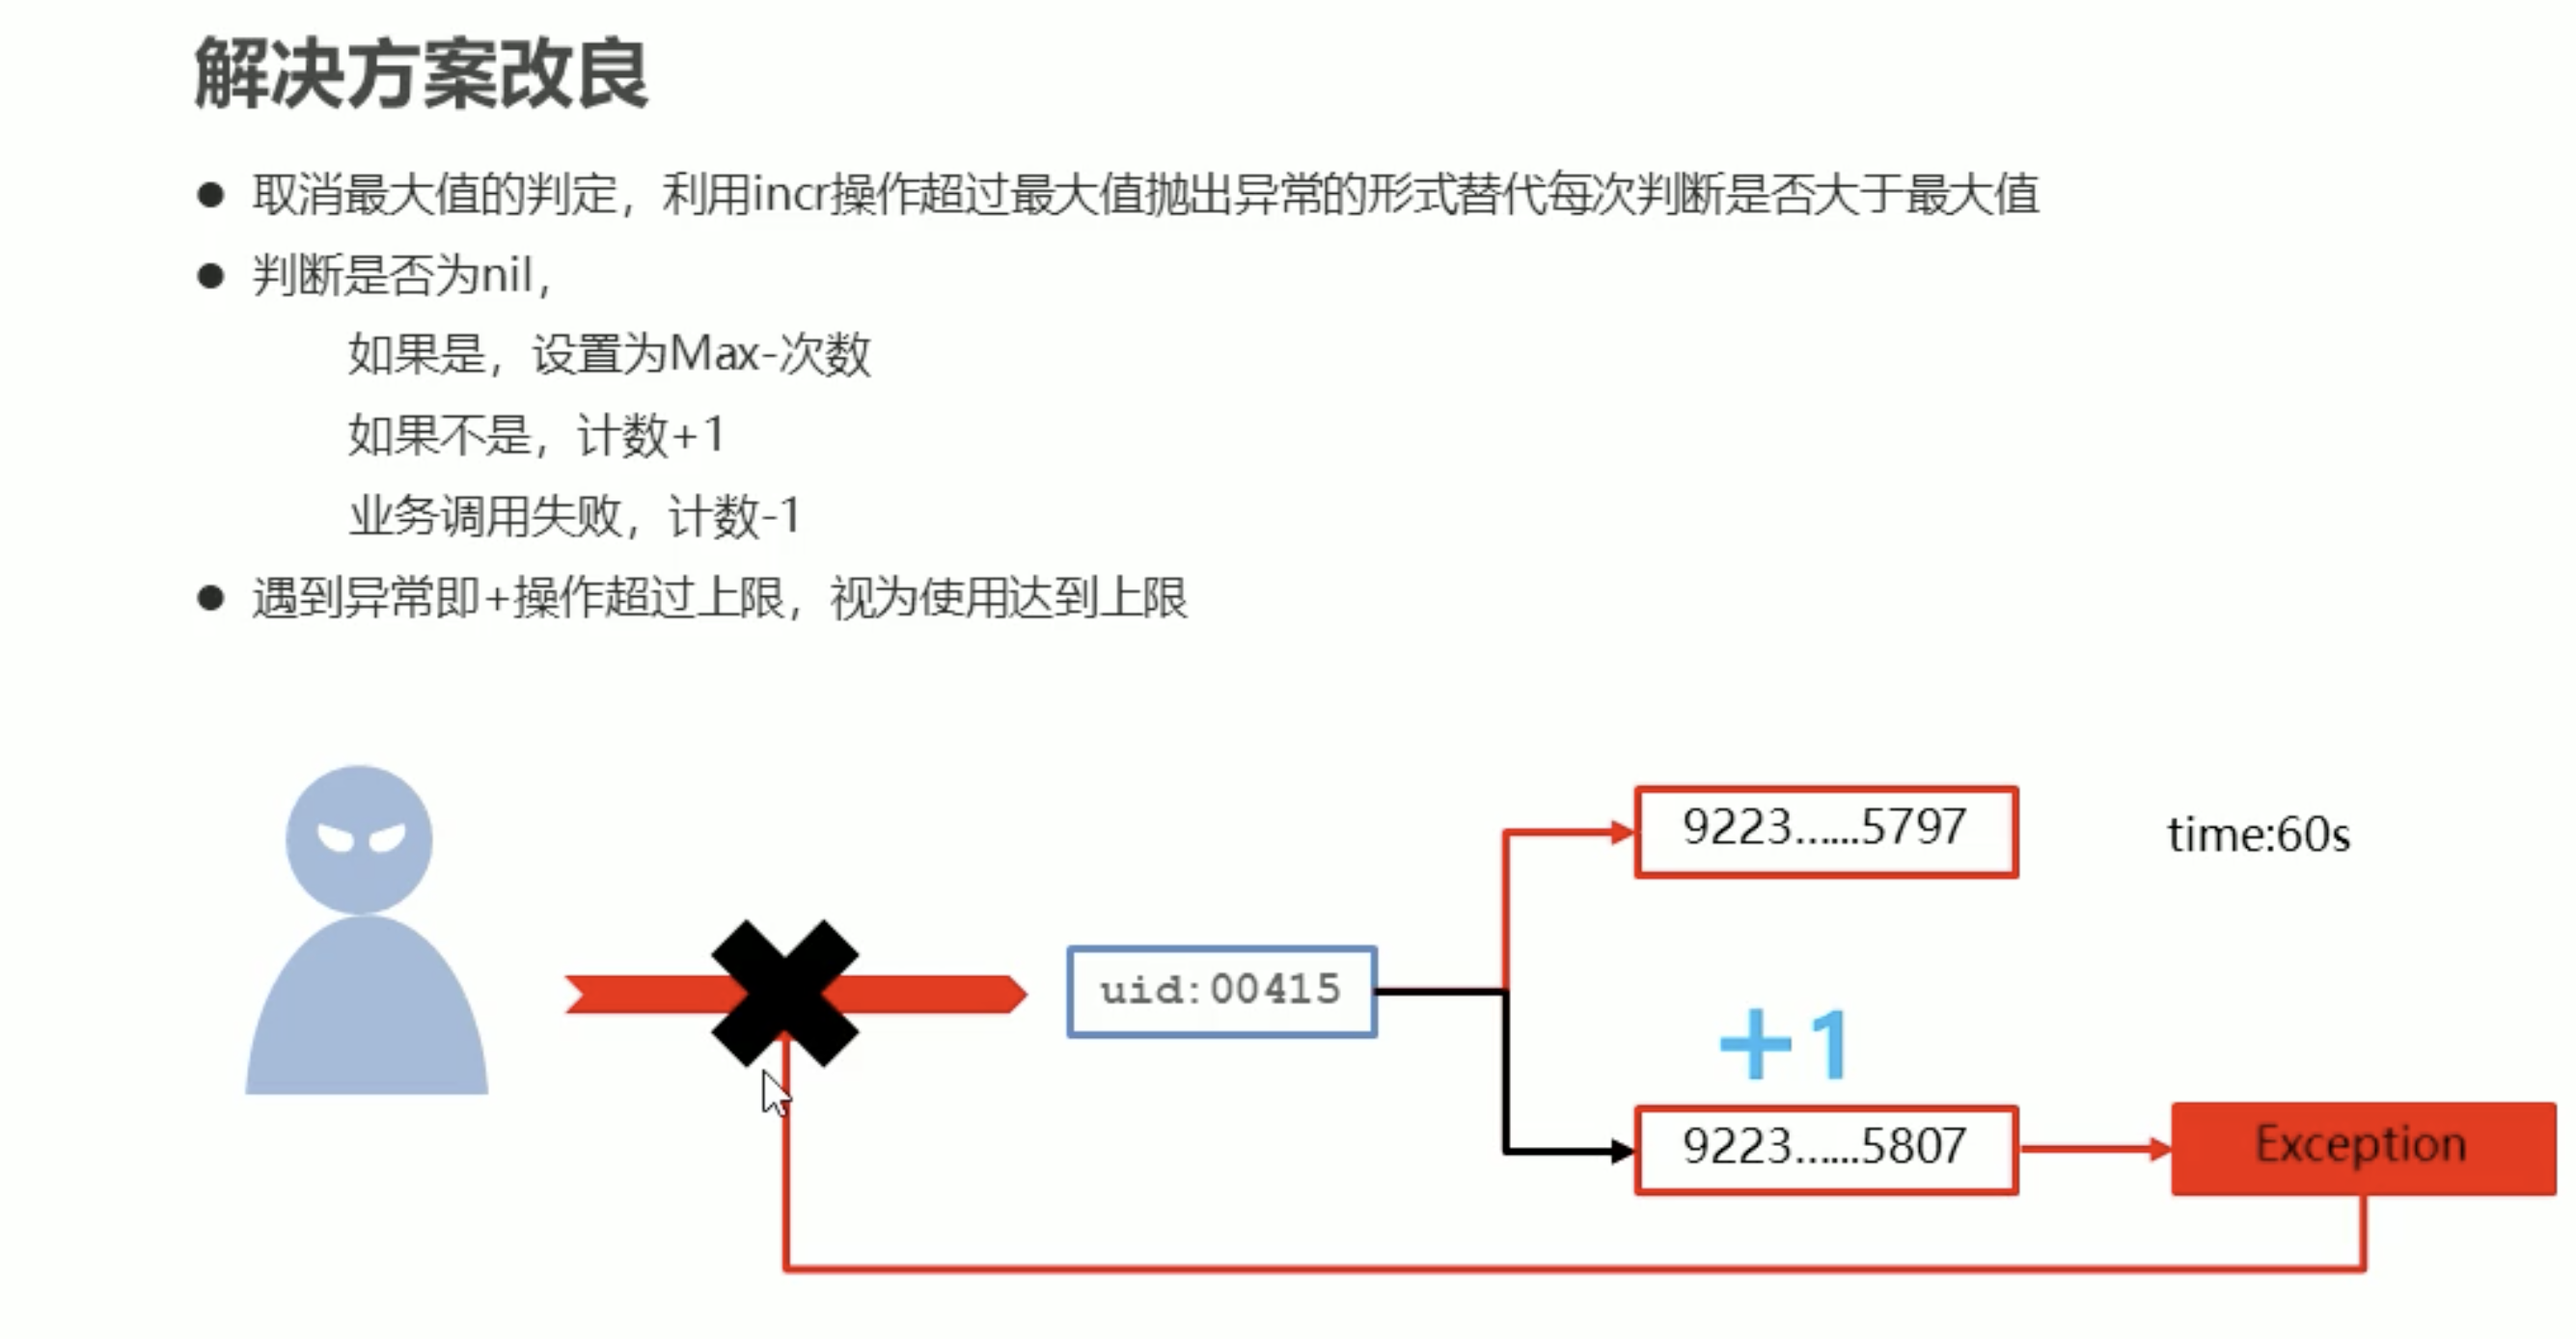 解决方案改良
● 取消最大值的判定，利用incr操作超过最大值抛出异常的形式替代每次判断是否大于最大值
● 判断是否为nil，
如果是，设置为Max-次数
如果不是，计数+1
业务调用失败，计数-1
● 遇到异常即+操作超过上限，视为使用达到上限
9223……5797
time:60s
uid:00415
+1
9223……5807
Exception